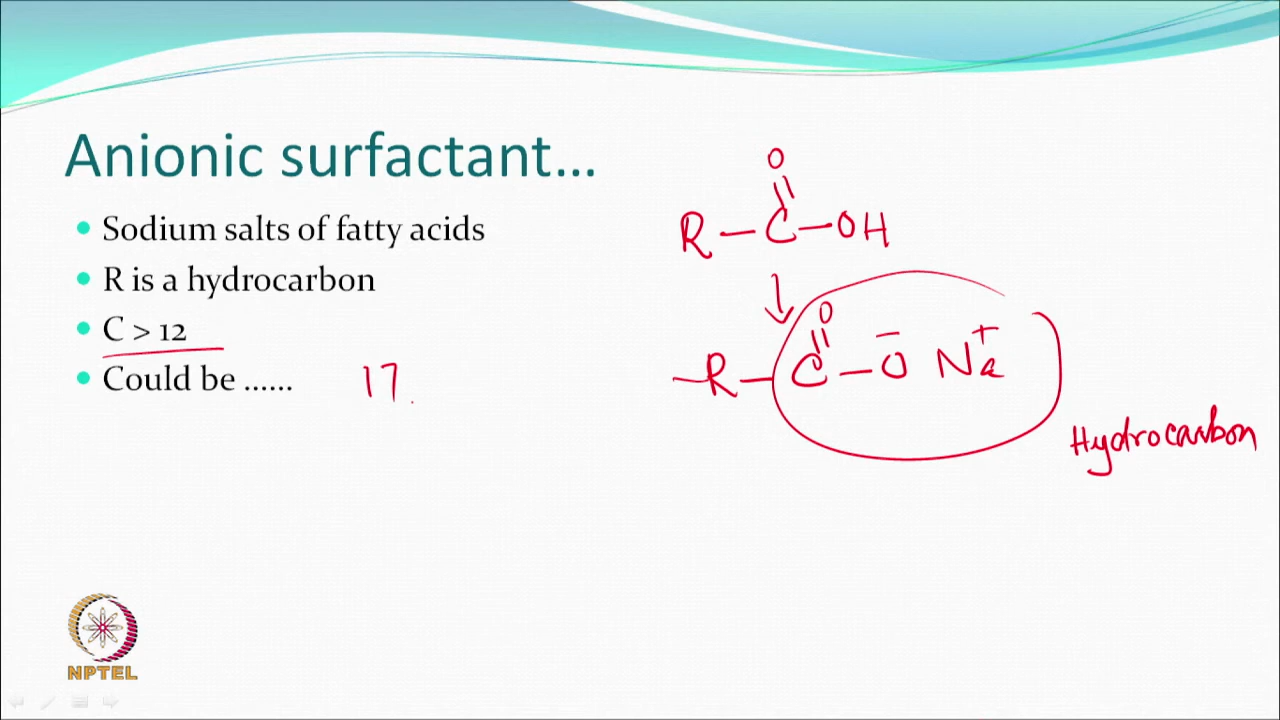 Anionic surfactant...
Sodium salts of fatty acids
R is a hydrocarbon
C > 12
Could be ......
17.
O
R – C – OH
O
– R – C – O⁻ Na⁺
Hydrocarbon
NPTEL